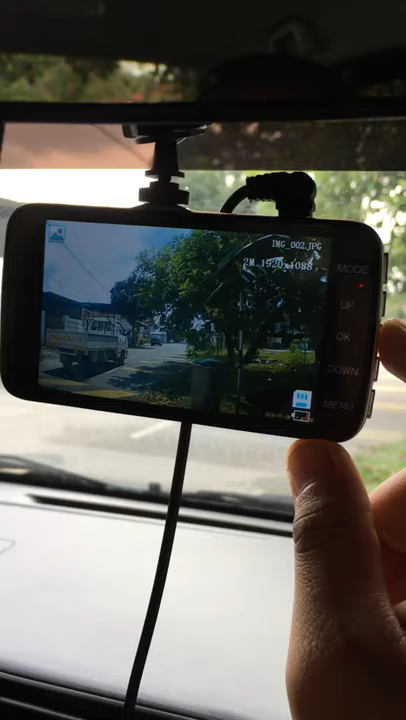 IMG_002.JPG
2M 1920x1088
MODE
UP
OK
DOWN
MENU